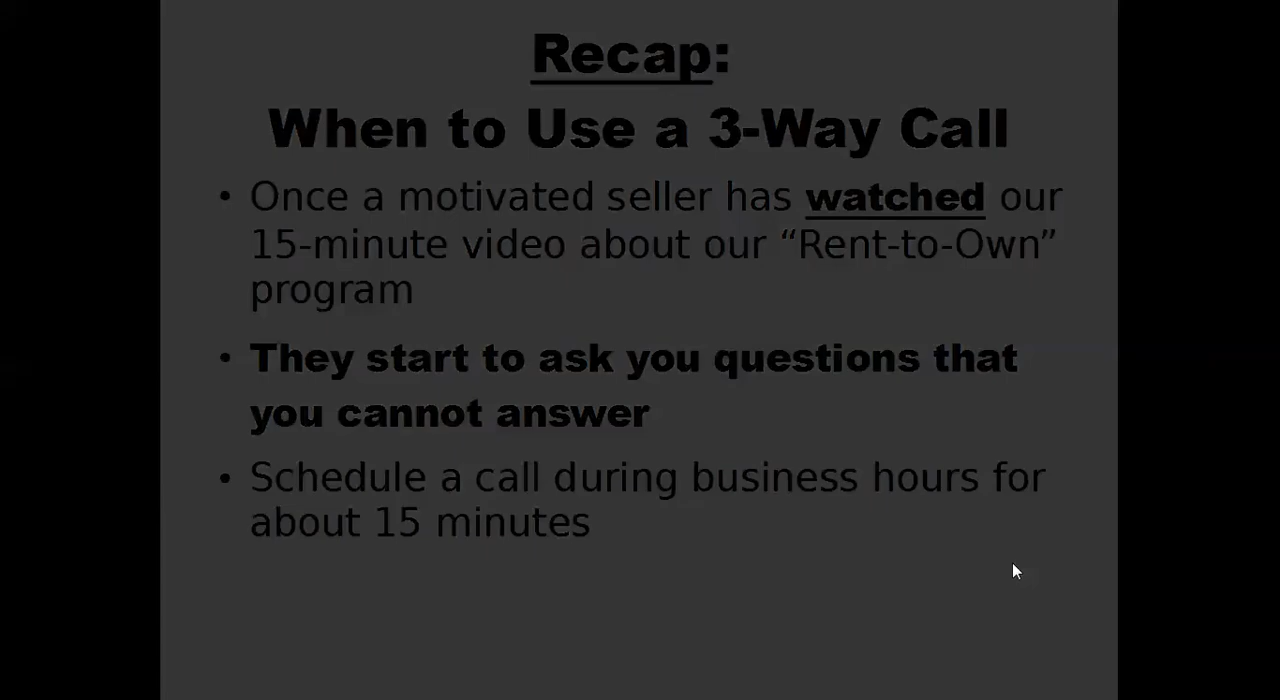 Recap:
When to Use a 3-Way Call
• Once a motivated seller has watched our
15-minute video about our “Rent-to-Own”
program
• They start to ask you questions that
you cannot answer
• Schedule a call during business hours for
about 15 minutes